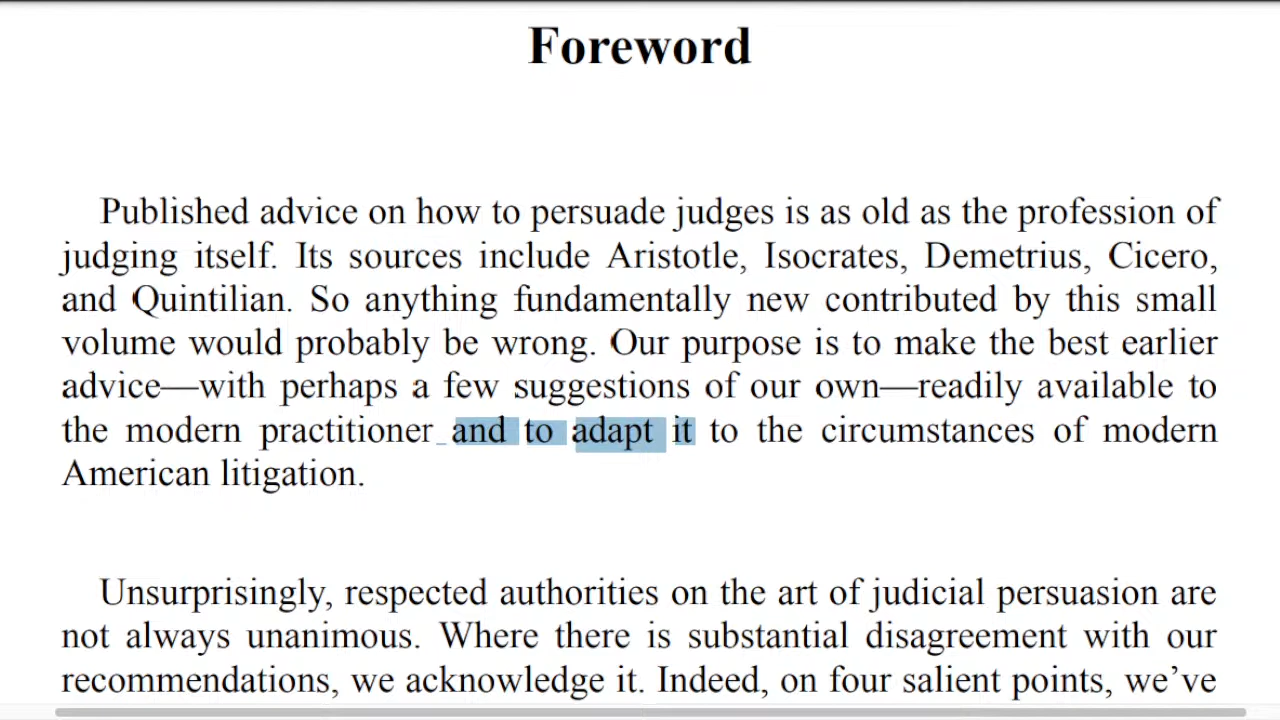 Foreword
Published advice on how to persuade judges is as old as the profession of
judging itself. Its sources include Aristotle, Isocrates, Demetrius, Cicero,
and Quintilian. So anything fundamentally new contributed by this small
volume would probably be wrong. Our purpose is to make the best earlier
advice—with perhaps a few suggestions of our own—readily available to
the modern practitioner and to adapt it to the circumstances of modern
American litigation.
Unsurprisingly, respected authorities on the art of judicial persuasion are
not always unanimous. Where there is substantial disagreement with our
recommendations, we acknowledge it. Indeed, on four salient points, we’ve